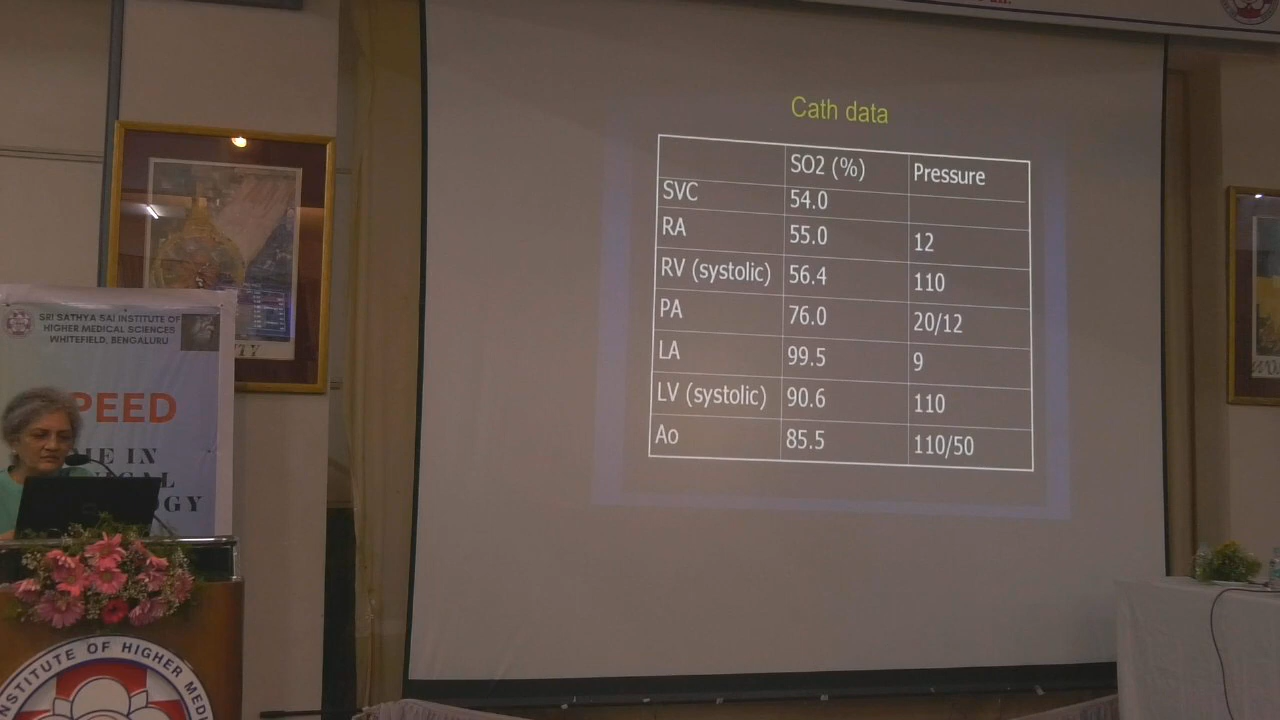 Cath data
SO2 (%) Pressure
SVC 54.0
RA 55.0 12
RV (systolic) 56.4 110
PA 76.0 20/12
LA 99.5 9
LV (systolic) 90.6 110
Ao 85.5 110/50
SRI SATHYA SAI INSTITUTE OF
HIGHER MEDICAL SCIENCES
WHITEFIELD, BENGALURU
PEED
IN
INSTITUTE OF HIGHER MEDI